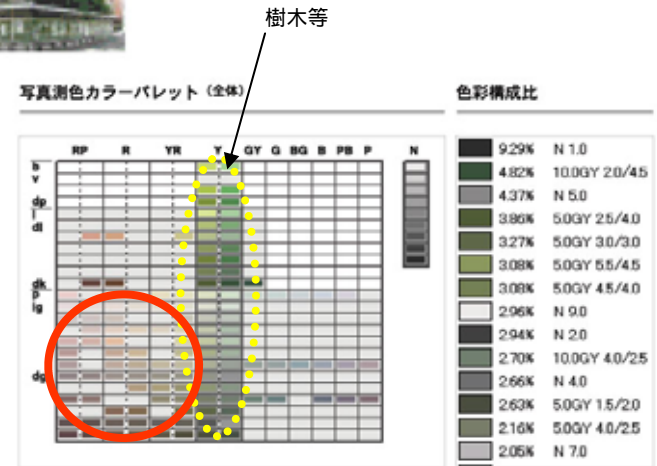 樹木等
写真測色カラーパレット (全体)
色彩構成比
RP R YR Y GY G BG B PB P N
b
v
dp
l
dl
dk
p
lg
dg
9.29% N 1.0
4.82% 10.0GY 2.0/4.5
4.37% N 5.0
3.86% 5.0GY 2.5/4.0
3.27% 5.0GY 3.0/3.0
3.08% 5.0GY 5.5/4.5
3.08% 5.0GY 4.5/4.0
2.96% N 9.0
2.94% N 2.0
2.70% 10.0GY 4.0/2.5
2.66% N 4.0
2.63% 5.0GY 1.5/2.0
2.16% 5.0GY 4.0/2.5
2.05% N 7.0